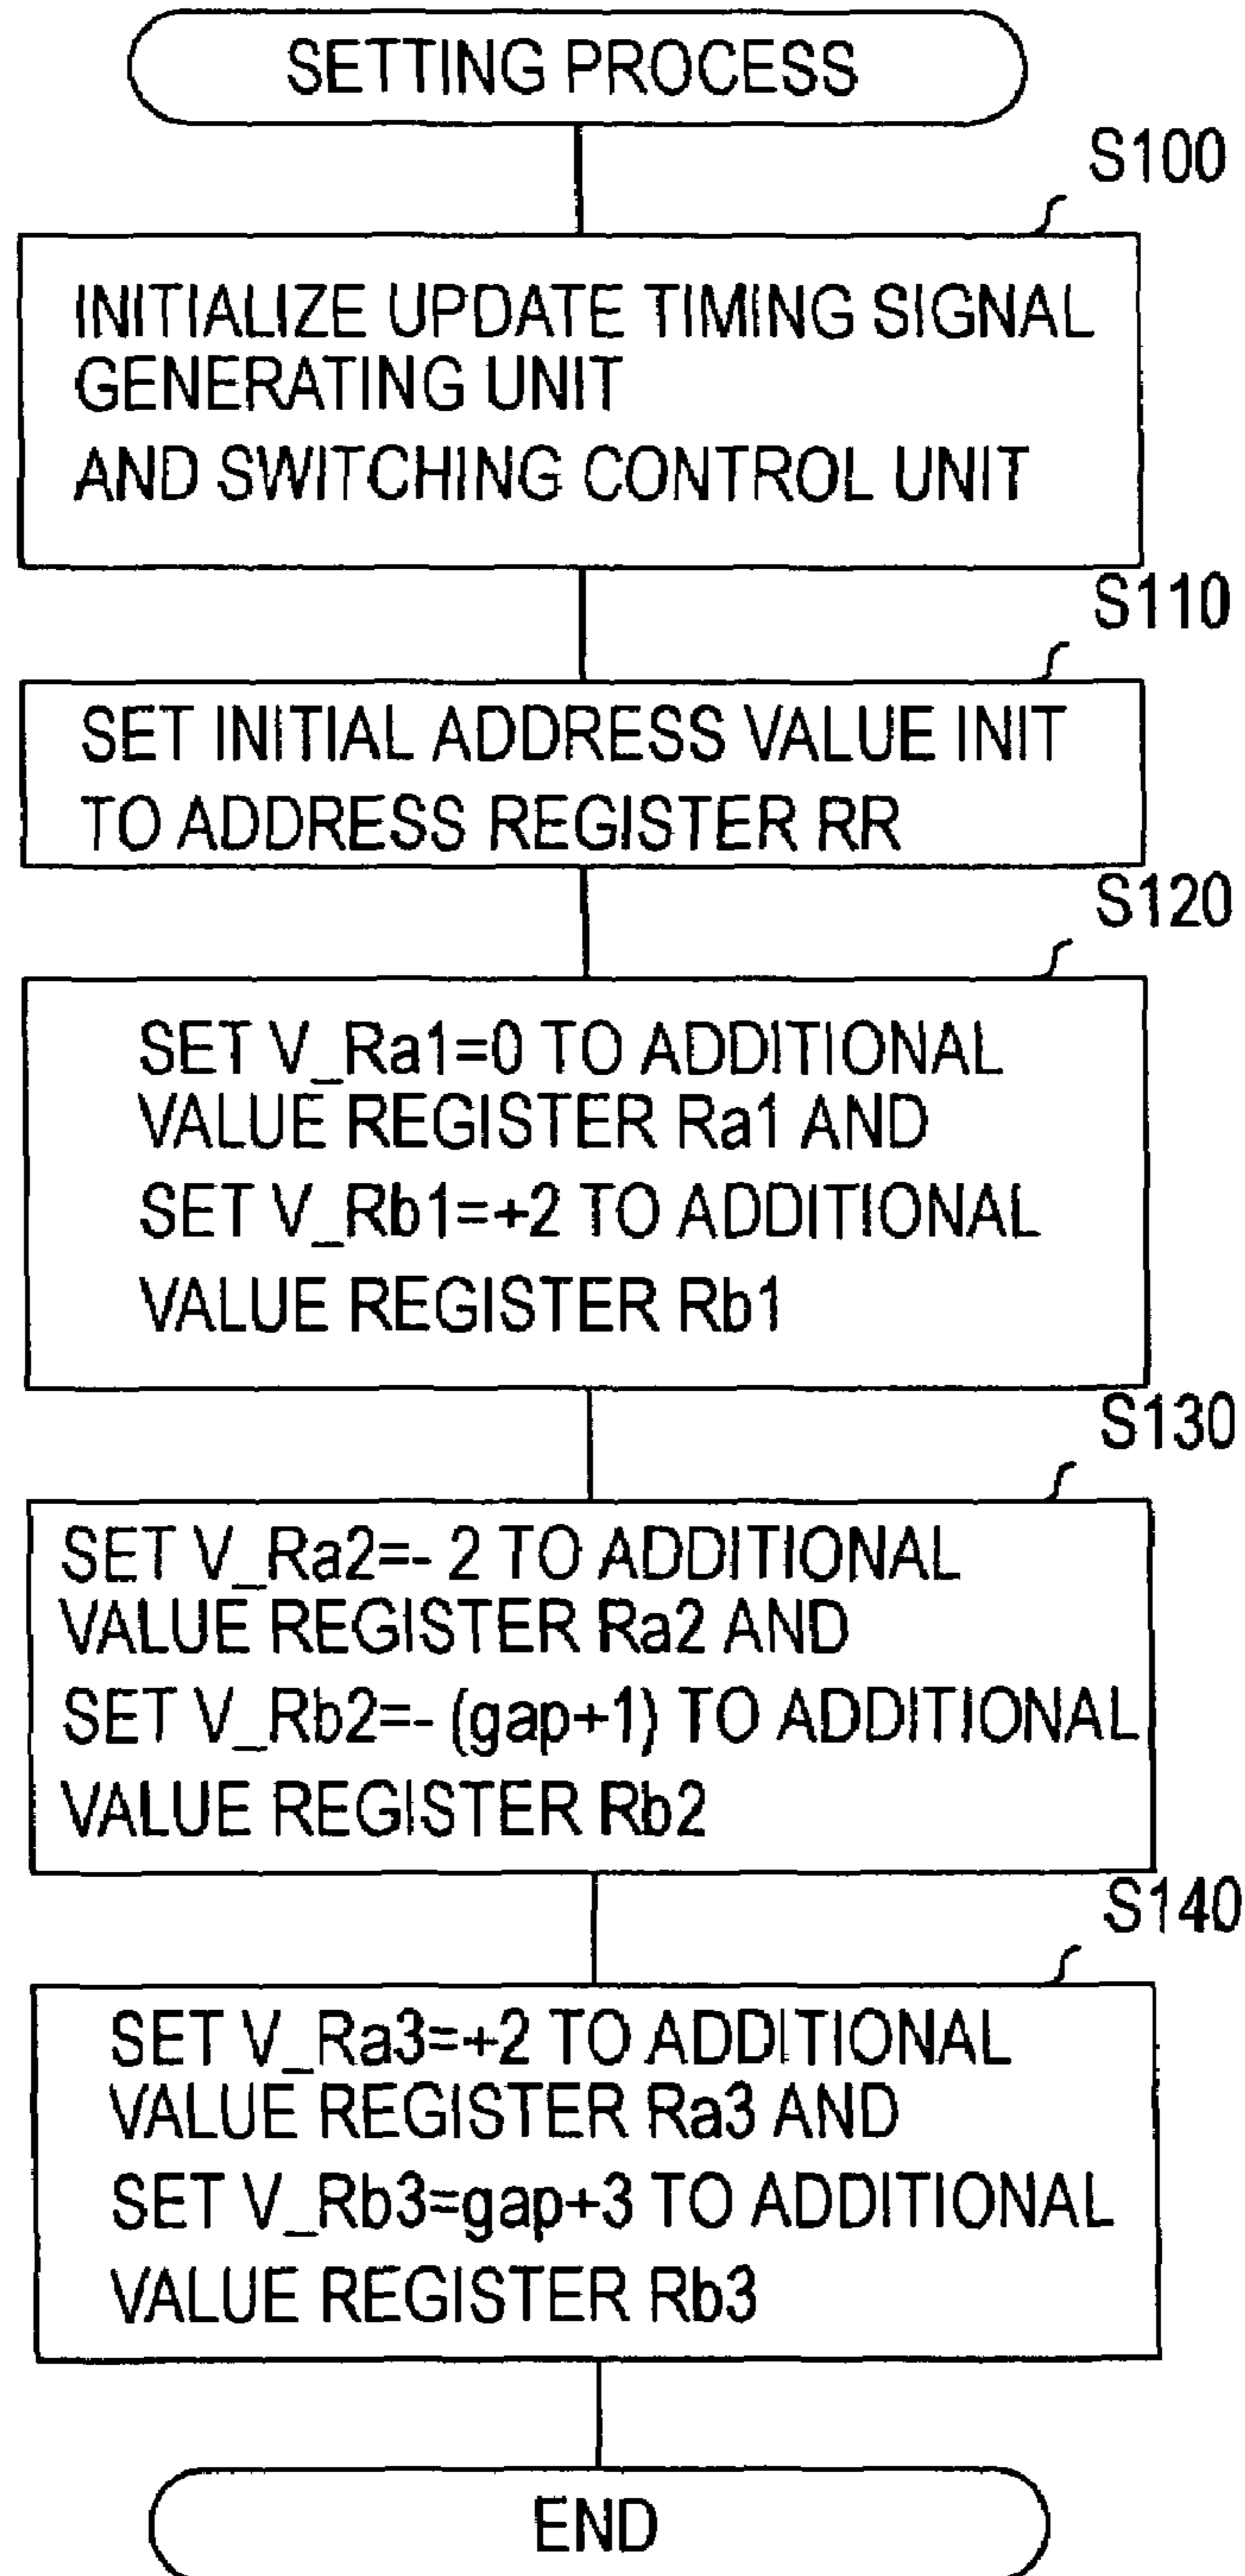 SETTING PROCESS
S100
INITIALIZE UPDATE TIMING SIGNAL
GENERATING UNIT
AND SWITCHING CONTROL UNIT
S110
SET INITIAL ADDRESS VALUE INIT
TO ADDRESS REGISTER RR
S120
SET V_Ra1=0 TO ADDITIONAL
VALUE REGISTER Ra1 AND
SET V_Rb1=+2 TO ADDITIONAL
VALUE REGISTER Rb1
S130
SET V_Ra2=- 2 TO ADDITIONAL
VALUE REGISTER Ra2 AND
SET V_Rb2=- (gap+1) TO ADDITIONAL
VALUE REGISTER Rb2
S140
SET V_Ra3=+2 TO ADDITIONAL
VALUE REGISTER Ra3 AND
SET V_Rb3=gap+3 TO ADDITIONAL
VALUE REGISTER Rb3
END